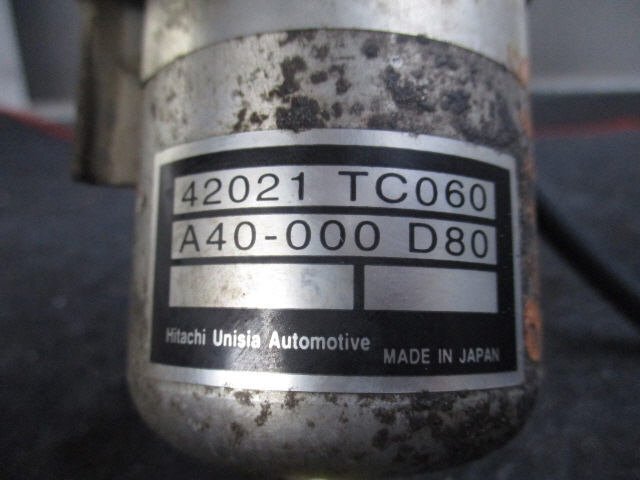 42021 TC060
A40-000 D80
Hitachi Unisia Automotive
MADE IN JAPAN